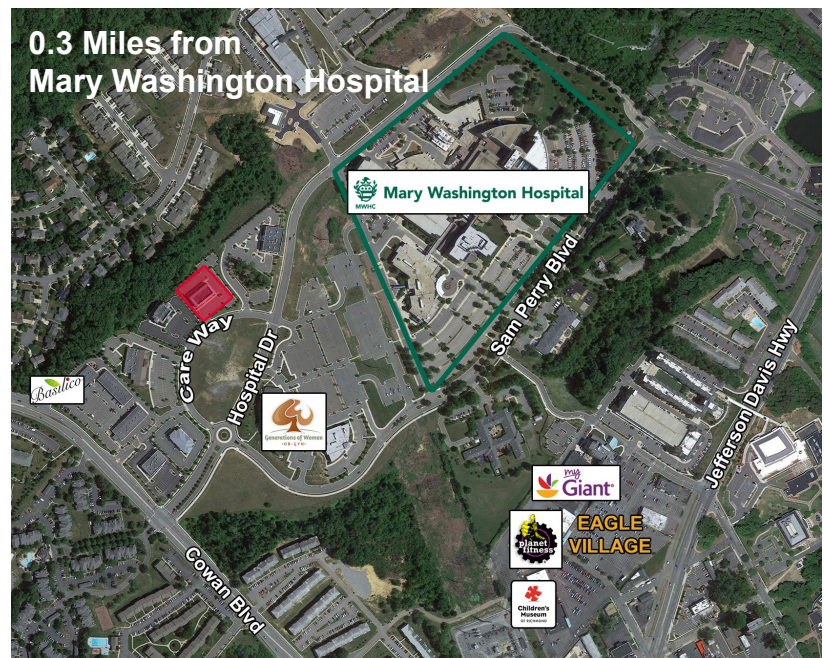 0.3 Miles from
Mary Washington Hospital
MWHC
Mary Washington Hospital
Sam Perry Blvd
Care Way
Hospital Dr
Jefferson Davis Hwy
Basilico
Generations of Women
OB-GYN
my
Giant
planet
fitness
EAGLE
VILLAGE
Children's
Museum
OF RICHMOND
Cowan Blvd